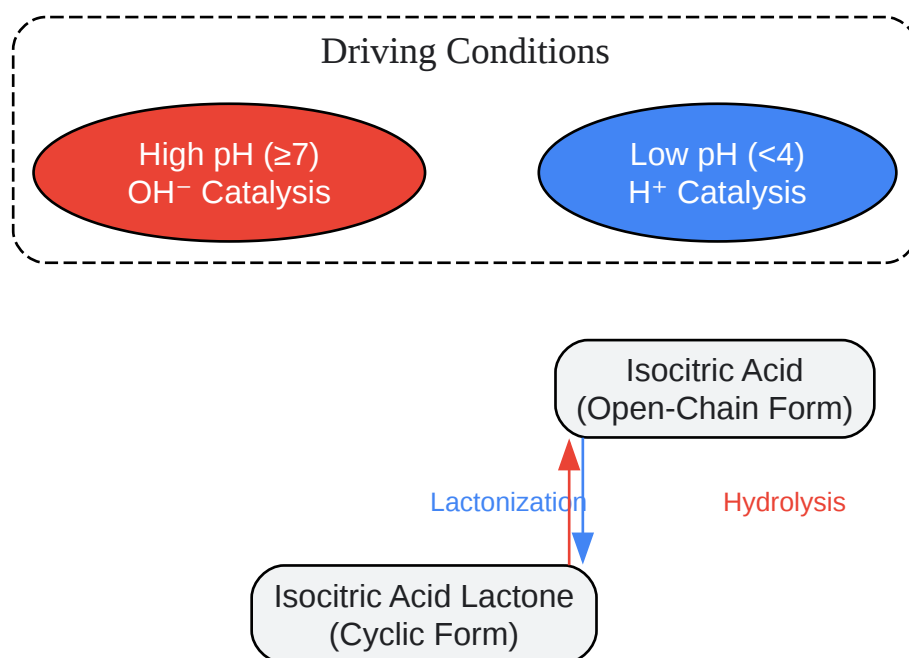 Driving Conditions
High pH (≥7)
OH⁻ Catalysis
Low pH (<4)
H⁺ Catalysis
Isocitric Acid
(Open-Chain Form)
Lactonization
Hydrolysis
Isocitric Acid Lactone
(Cyclic Form)